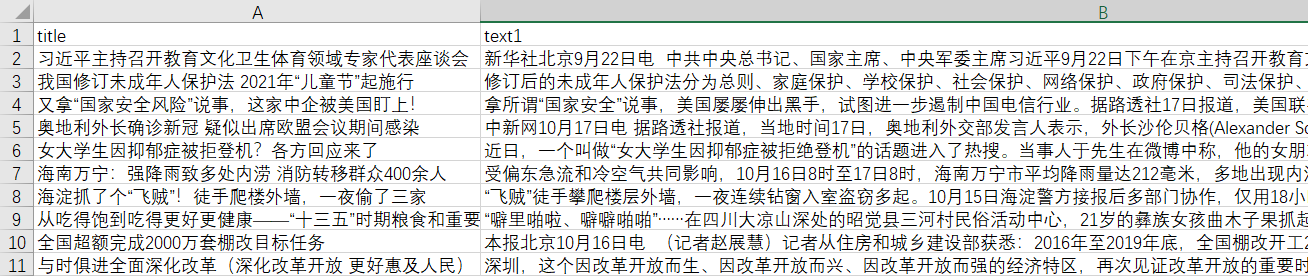 A B
1 title text1
2 习近平主持召开教育文化卫生体育领域专家代表座谈会 新华社北京9月22日电 中共中央总书记、国家主席、中央军委主席习近平9月22日下午在京主持召开教育
3 我国修订未成年人保护法 2021年“儿童节”起施行 修订后的未成年人保护法分为总则、家庭保护、学校保护、社会保护、网络保护、政府保护、司法保护、
4 又拿“国家安全风险”说事，这家中企被美国盯上！ 拿所谓“国家安全”说事，美国屡屡伸出黑手，试图进一步遏制中国电信行业。据路透社17日报道，美国联
5 奥地利外长确诊新冠 疑似出席欧盟会议期间感染 中新网10月17日电 据路透社报道，当地时间17日，奥地利外交部发言人表示，外长沙伦贝格(Alexander Sc
6 女大学生因抑郁症被拒登机？各方回应来了 近日，一个叫做“女大学生因抑郁症被拒绝登机”的话题进入了热搜。当事人于先生在微博中称，他的女朋
7 海南万宁：强降雨致多处内涝 消防转移群众400余人 受偏东急流和冷空气共同影响，10月16日8时至17日8时，海南万宁市平均降雨量达212毫米，多地出现内
8 海淀抓了个“飞贼”！徒手爬楼外墙，一夜偷了三家 “飞贼”徒手攀爬楼层外墙，一夜连续钻窗入室盗窃多起。10月15日海淀警方接报后多部门协作，仅用18小
9 从吃得饱到吃得更好更健康——“十三五”时期粮食和重要 “噼里啪啦、噼噼啪啪”……在四川大凉山深处的昭觉县三河村民俗活动中心，21岁的彝族女孩曲木子果抓起
10 全国超额完成2000万套棚改目标任务 本报北京10月16日电 （记者赵展慧）记者从住房和城乡建设部获悉：2016年至2019年底，全国棚改开工2
11 与时俱进全面深化改革（深化改革开放 更好惠及人民） 深圳，这个因改革开放而生、因改革开放而兴、因改革开放而强的经济特区，再次见证改革开放的重要时